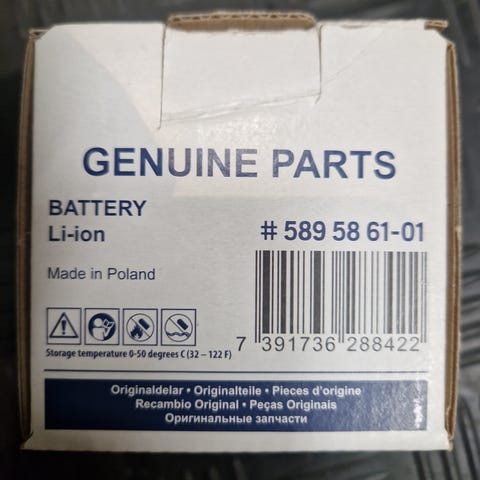 GENUINE PARTS
BATTERY
Li-ion
# 589 58 61-01
Made in Poland
7 391736 288422
Storage temperature 0-50 degrees C (32 – 122 F)
Originaldelar • Originalteile • Pieces d'origine
Recambio Original • Peças Originais
Оригинальные запчасти